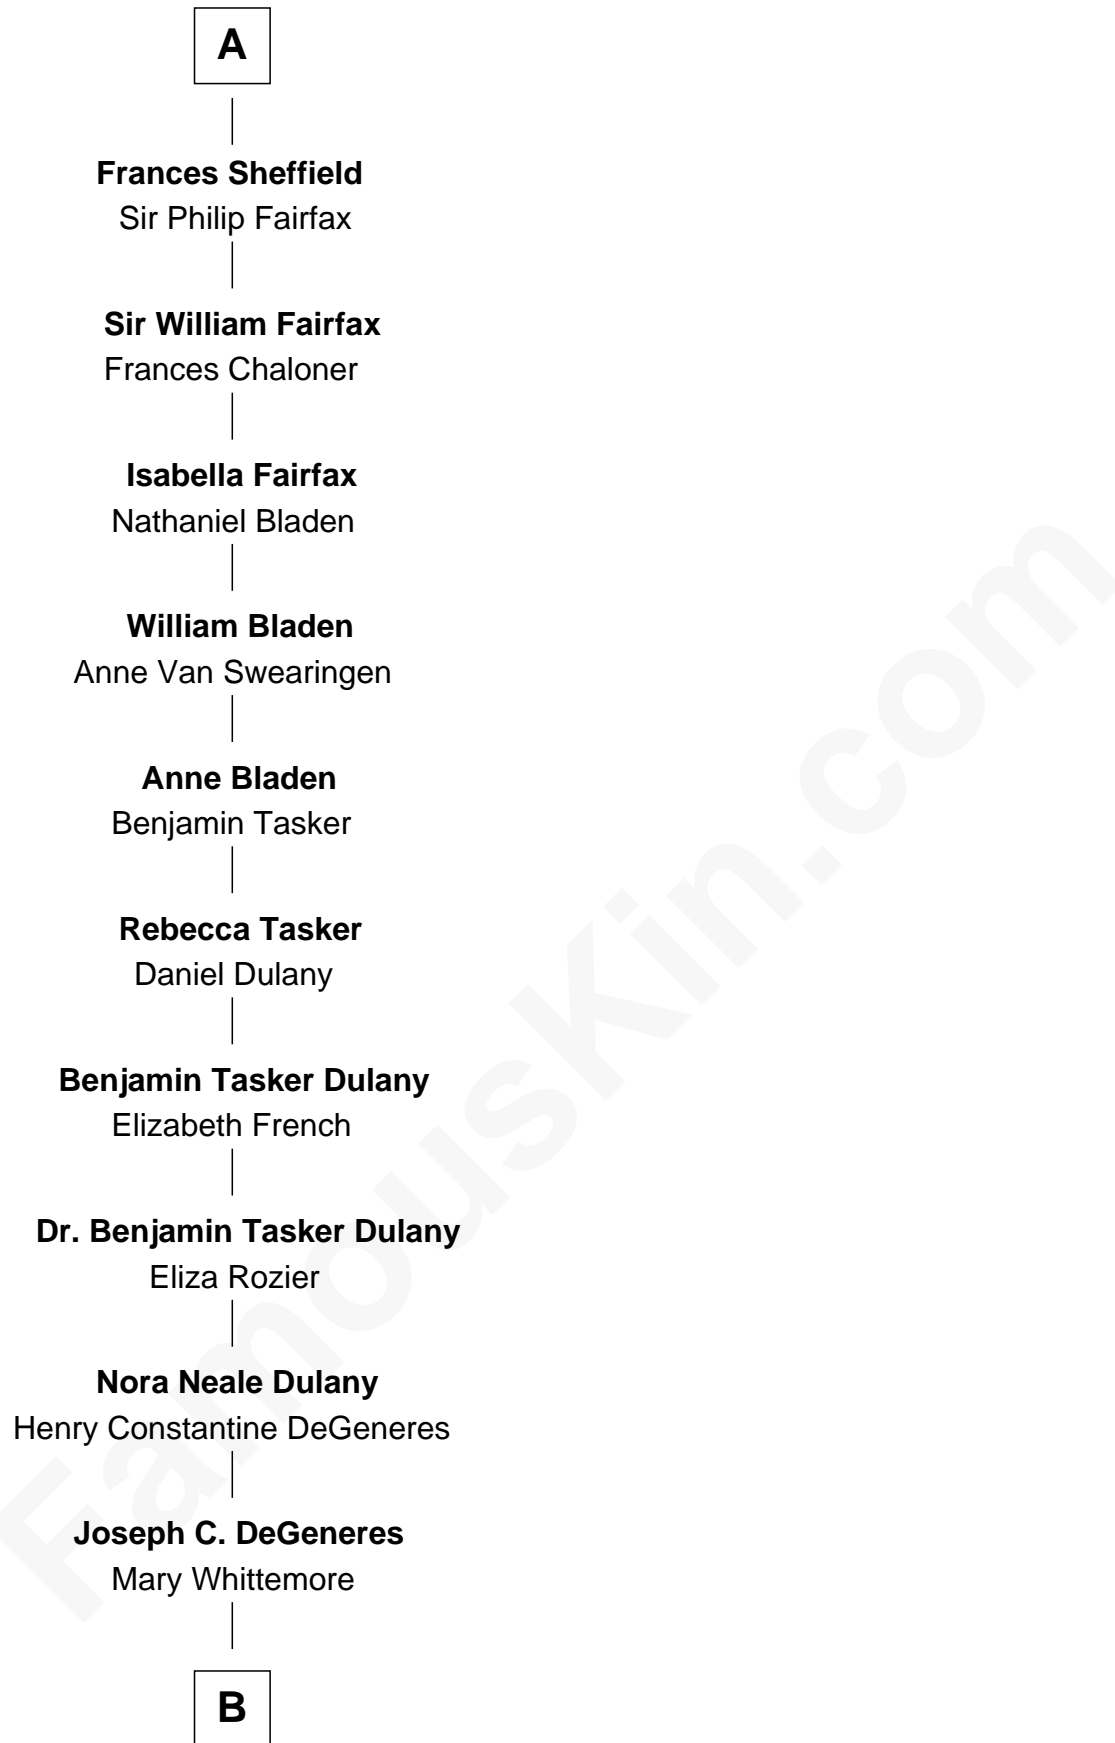 A
Frances Sheffield
Sir Philip Fairfax
Sir William Fairfax
Frances Chaloner
Isabella Fairfax
Nathaniel Bladen
William Bladen
Anne Van Swearingen
Anne Bladen
Benjamin Tasker
Rebecca Tasker
Daniel Dulany
Benjamin Tasker Dulany
Elizabeth French
Dr. Benjamin Tasker Dulany
Eliza Rozier
Nora Neale Dulany
Henry Constantine DeGeneres
Joseph C. DeGeneres
Mary Whittemore
B
FamousKin.com